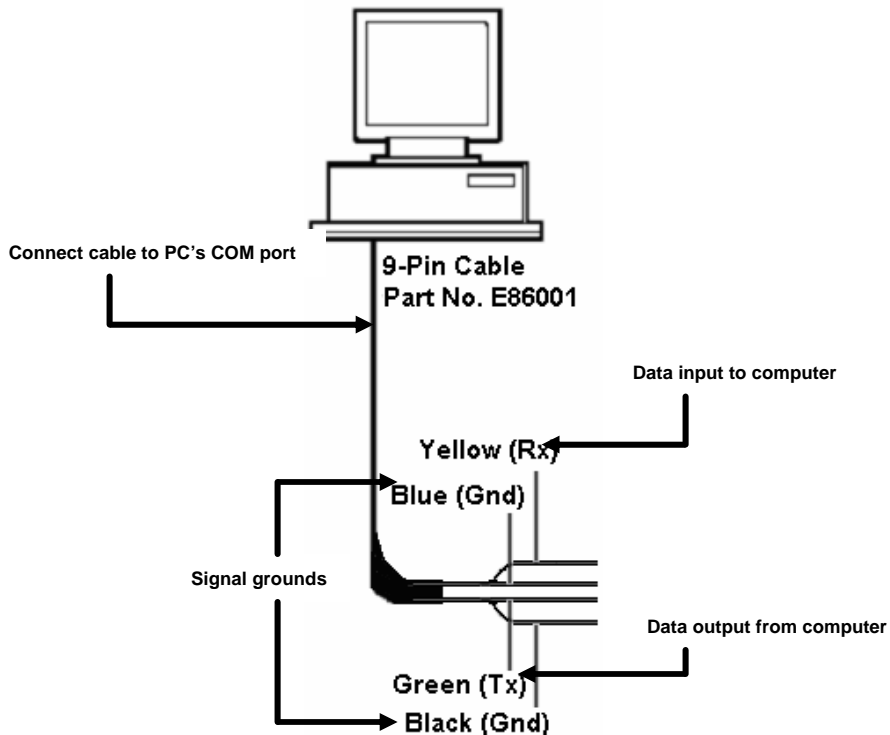 Connect cable to PC's COM port
9-Pin Cable
Part No. E86001
Data input to computer
Yellow (Rx)
Blue (Gnd)
Signal grounds
Data output from computer
Green (Tx)
Black (Gnd)